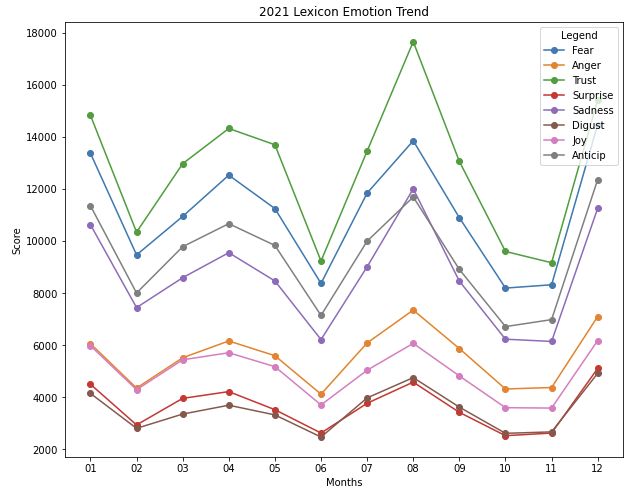 2021 Lexicon Emotion Trend
Legend
Fear
Anger
Trust
Surprise
Sadness
Digust
Joy
Anticip
Score
18000
16000
14000
12000
10000
8000
6000
4000
2000
01 02 03 04 05 06 07 08 09 10 11 12
Months